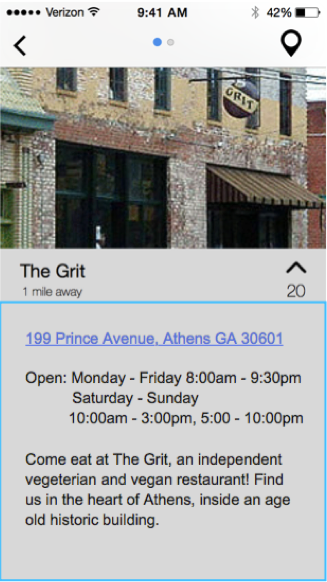 Verizon 9:41 AM 42%
GRIT
The Grit
1 mile away
20
199 Prince Avenue, Athens GA 30601
Open: Monday - Friday 8:00am - 9:30pm
Saturday - Sunday
10:00am - 3:00pm, 5:00 - 10:00pm
Come eat at The Grit, an independent
vegeterian and vegan restaurant! Find
us in the heart of Athens, inside an age
old historic building.